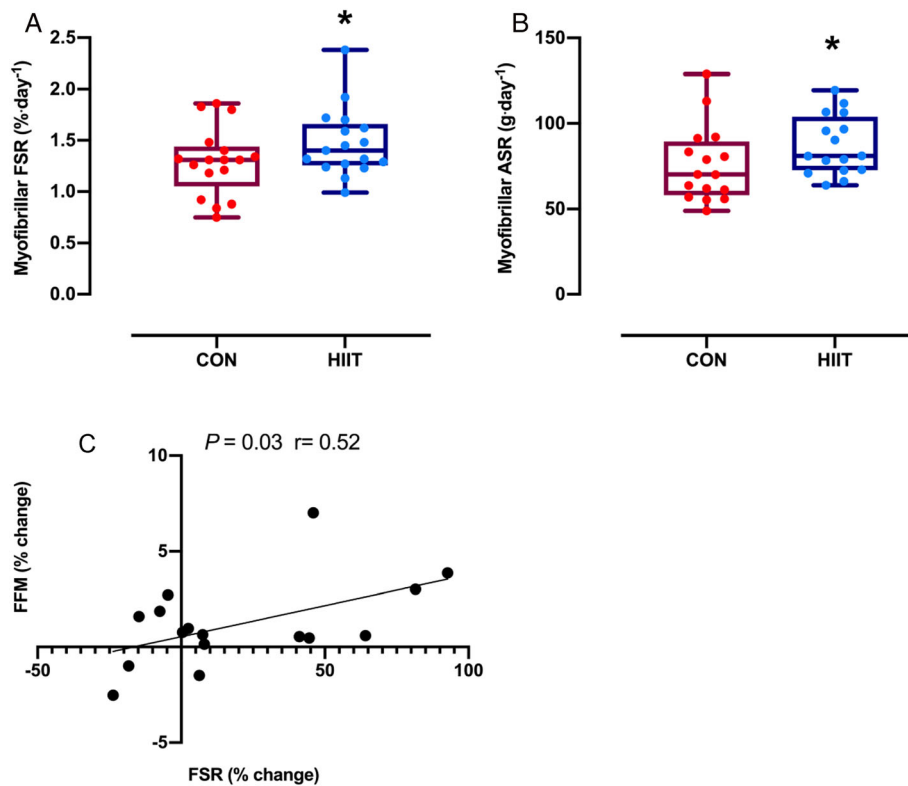 A
Myofibrillar FSR (%·day⁻¹)
2.5
2.0
1.5
1.0
0.5
0.0
*
CON HIIT
B
Myofibrillar ASR (g·day⁻¹)
150
100
50
0
*
CON HIIT
C
P = 0.03 r= 0.52
FFM (% change)
10
5
-50 50 100
-5
FSR (% change)